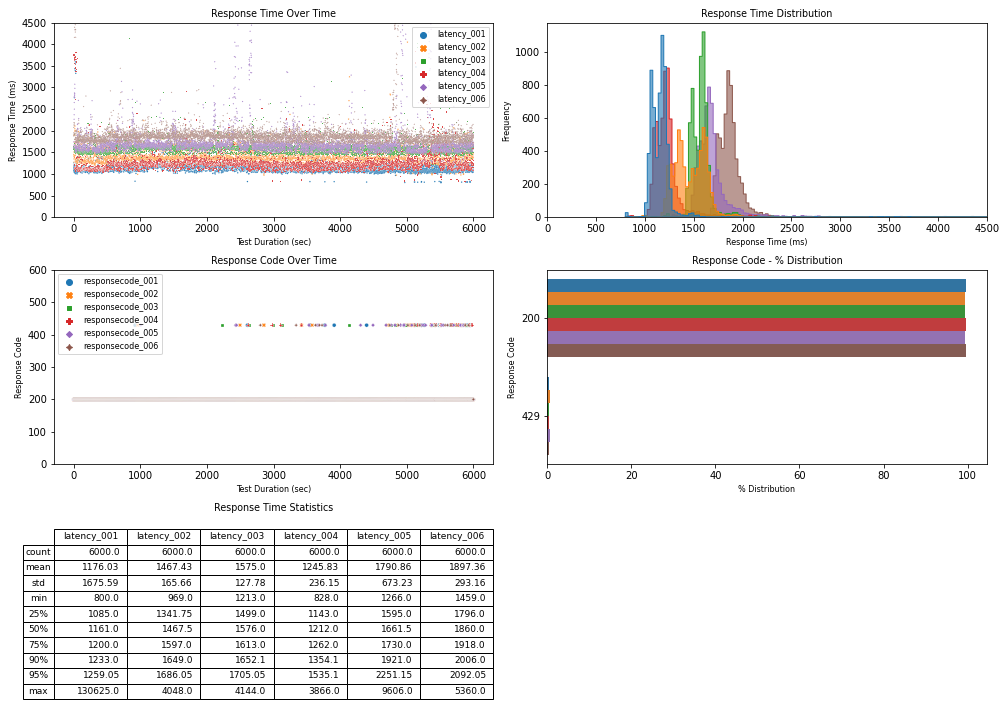 Response Time Over Time
Response Time (ms)
4500
4000
3500
3000
2500
2000
1500
1000
500
0
latency_001
latency_002
latency_003
latency_004
latency_005
latency_006
0 1000 2000 3000 4000 5000 6000
Test Duration (sec)
Response Time Distribution
Frequency
1000
800
600
400
200
0
0 500 1000 1500 2000 2500 3000 3500 4000 4500
Response Time (ms)
Response Code Over Time
Response Code
600
500
400
300
200
100
0
responsecode_001
responsecode_002
responsecode_003
responsecode_004
responsecode_005
responsecode_006
0 1000 2000 3000 4000 5000 6000
Test Duration (sec)
Response Code - % Distribution
Response Code
200
429
0 20 40 60 80 100
% Distribution
Response Time Statistics
latency_001 latency_002 latency_003 latency_004 latency_005 latency_006
count 6000.0 6000.0 6000.0 6000.0 6000.0 6000.0
mean 1176.03 1467.43 1575.0 1245.83 1790.86 1897.36
std 1675.59 165.66 127.78 236.15 673.23 293.16
min 800.0 969.0 1213.0 828.0 1266.0 1459.0
25% 1085.0 1341.75 1499.0 1143.0 1595.0 1796.0
50% 1161.0 1467.5 1576.0 1212.0 1661.5 1860.0
75% 1200.0 1597.0 1613.0 1262.0 1730.0 1918.0
90% 1233.0 1649.0 1652.1 1354.1 1921.0 2006.0
95% 1259.05 1686.05 1705.05 1535.1 2251.15 2092.05
max 130625.0 4048.0 4144.0 3866.0 9606.0 5360.0